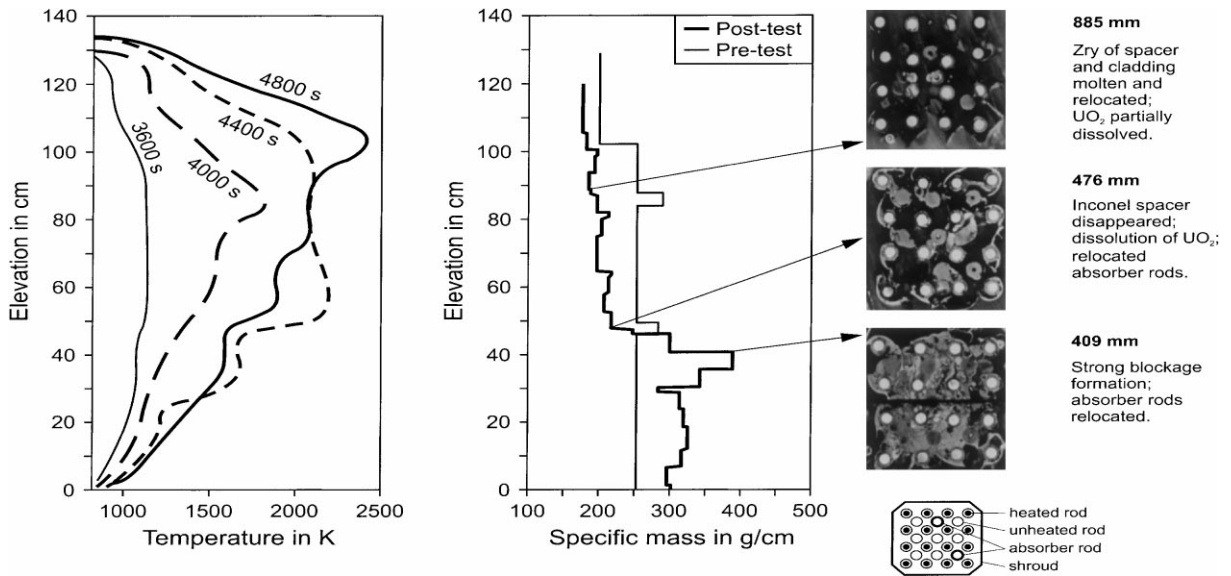 140
120
100
80
60
40
20
0
Elevation in cm
1000
1500
2000
2500
Temperature in K
3600 s
4000 s
4400 s
4800 s
140
120
100
80
60
40
20
0
Elevation in cm
100
200
300
400
500
Specific mass in g/cm
Post-test
Pre-test
885 mm
Zry of spacer
and cladding
molten and
relocated;
UO₂ partially
dissolved.
476 mm
Inconel spacer
disappeared;
dissolution of UO₂;
relocated
absorber rods.
409 mm
Strong blockage
formation;
absorber rods
relocated.
heated rod
unheated rod
absorber rod
shroud